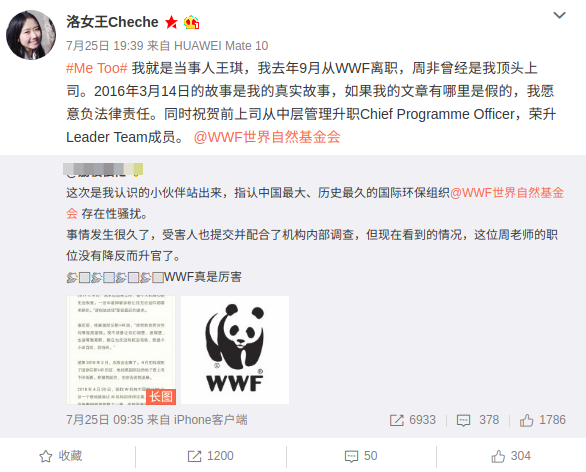 洛女王Cheche
7月25日 19:39 来自 HUAWEI Mate 10
#Me Too# 我就是当事人王琪，我去年9月从WWF离职，周非曾经是我顶头上
司。2016年3月14日的故事是我的真实故事，如果我的文章有哪里是假的，我愿
意负法律责任。同时祝贺前上司从中层管理升职Chief Programme Officer，荣升
Leader Team成员。 @WWF世界自然基金会
这次是我认识的小伙伴站出来，指认中国最大、历史最久的国际环保组织@WWF世界自然基金
会 存在性骚扰。
事情发生很久了，受害人也提交并配合了机构内部调查，但现在看到的情况，这位周老师的职
位没有降反而升官了。
WWF真是厉害
WWF
长图
7月25日 09:35 来自 iPhone客户端
6933
378
1786
收藏
1200
50
304